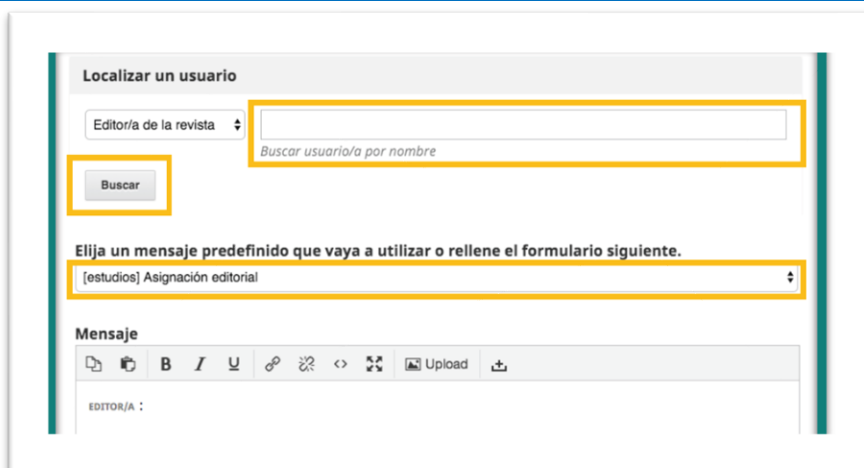 Localizar un usuario
Editor/a de la revista
Buscar usuario/a por nombre
Buscar
Elija un mensaje predefinido que vaya a utilizar o rellene el formulario siguiente.
[estudios] Asignación editorial
Mensaje
B I U Upload
EDITOR/A :